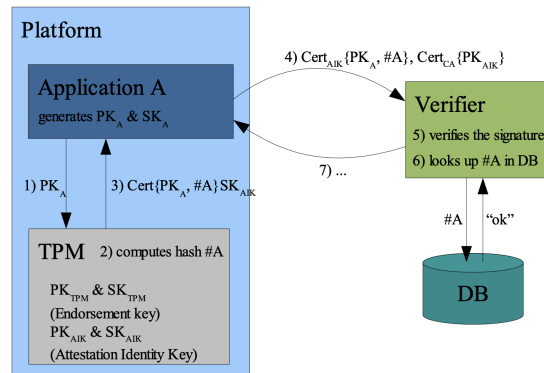 Platform
Application A
generates PK_A & SK_A
1) PK_A
3) Cert{PK_A, #A}SK_AIK
TPM
2) computes hash #A
PK_TPM & SK_TPM
(Endorsement key)
PK_AIK & SK_AIK
(Attestation Identity Key)
4) Cert_AIK{PK_A, #A}, Cert_CA{PK_AIK}
7) ...
Verifier
5) verifies the signature
6) looks up #A in DB
#A
“ok”
DB